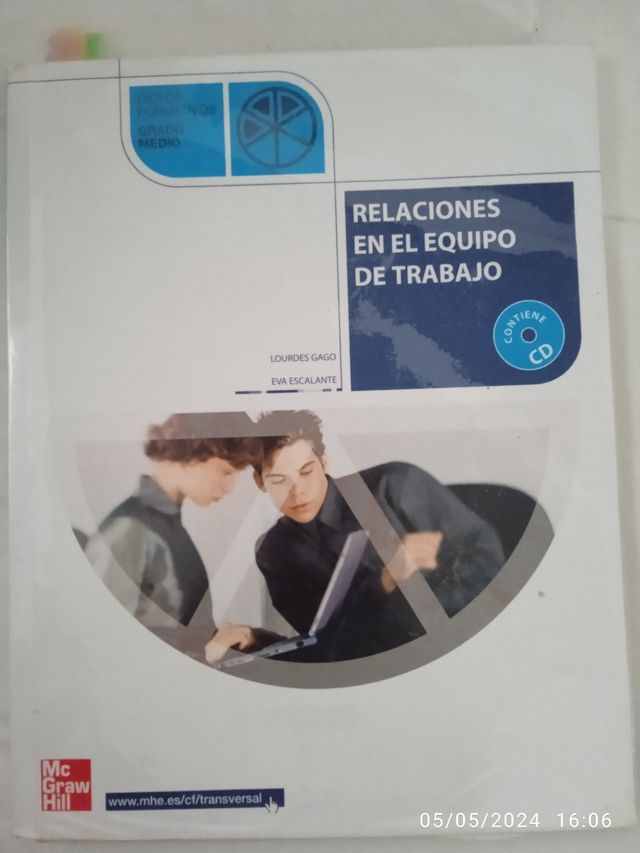 CICLOS
FORMATIVOS
GRADO
MEDIO
RELACIONES
EN EL EQUIPO
DE TRABAJO
CONTIENE
CD
LOURDES GAGO
EVA ESCALANTE
Mc
Graw
Hill
www.mhe.es/cf/transversal
05/05/2024 16:06